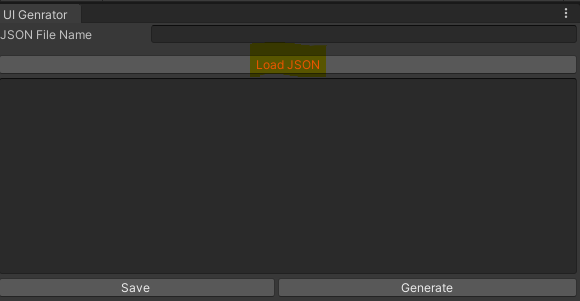 UI Genrator
JSON File Name
Load JSON
Save
Generate